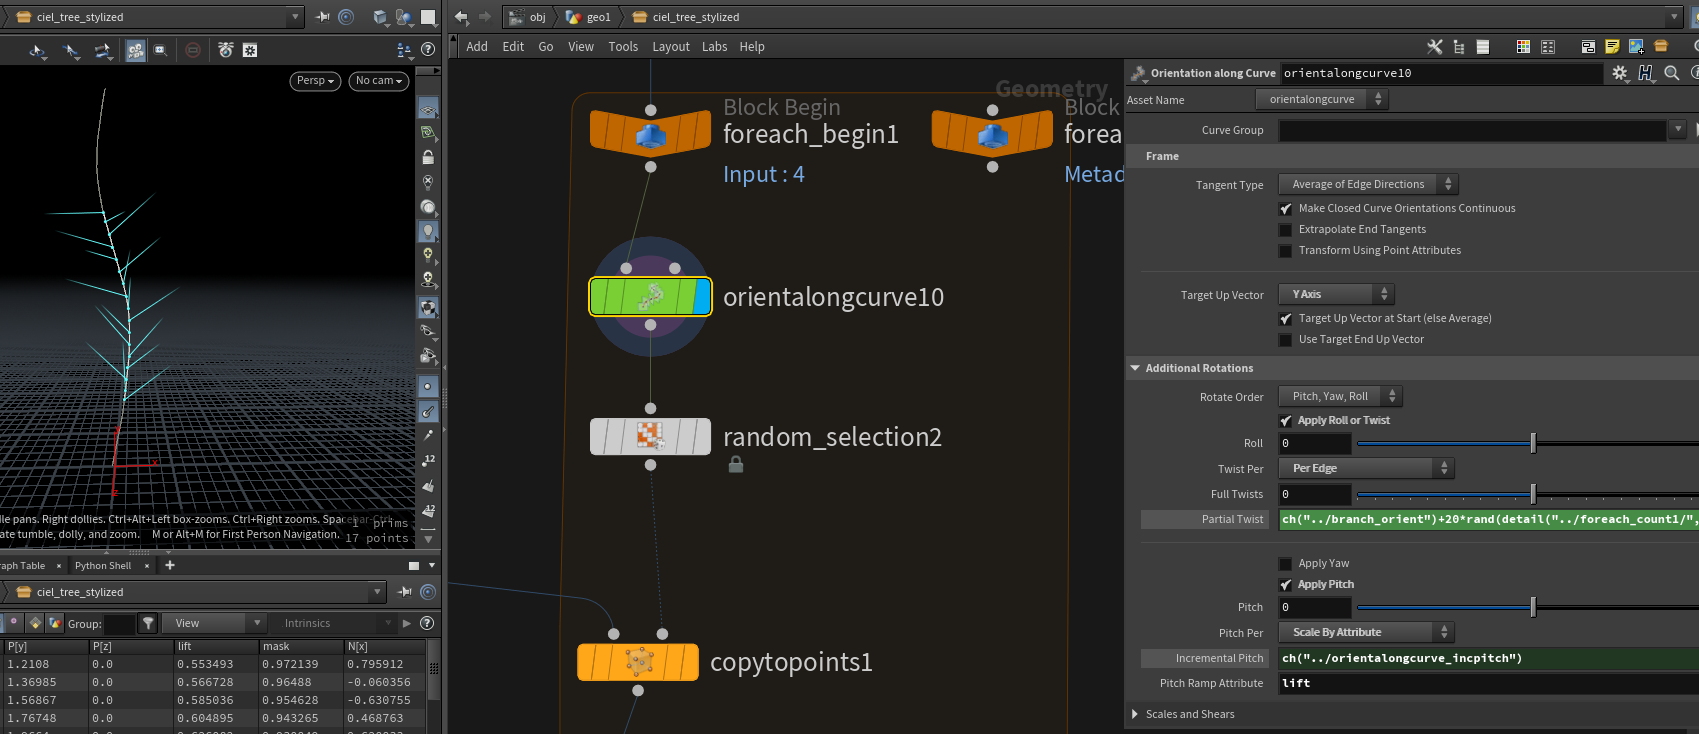 ciel_tree_stylized
obj
geo1
ciel_tree_stylized
Add Edit Go View Tools Layout Labs Help
Persp
No cam
Geometry
Block Begin
foreach_begin1
Input : 4
Block
forea
Metad
orientalongcurve10
random_selection2
copytopoints1
Orientation along Curve orientalongcurve10
Asset Name orientalongcurve
Curve Group
Frame
Tangent Type Average of Edge Directions
Make Closed Curve Orientations Continuous
Extrapolate End Tangents
Transform Using Point Attributes
Target Up Vector Y Axis
Target Up Vector at Start (else Average)
Use Target End Up Vector
Additional Rotations
Rotate Order Pitch, Yaw, Roll
Apply Roll or Twist
Roll 0
Twist Per Per Edge
Full Twists 0
Partial Twist ch("../branch_orient")+20*rand(detail("../foreach_count1/",
Apply Yaw
Apply Pitch
Pitch 0
Pitch Per Scale By Attribute
Incremental Pitch ch("../orientalongcurve_incpitch")
Pitch Ramp Attribute lift
Scales and Shears
x
z
12
12
le pans. Right dollies. Ctrl+Alt+Left box-zooms. Ctrl+Right zooms. Spacebar-Ctrl-
ate tumble, dolly, and zoom. M or Alt+M for First Person Navigation.
1 prims
17 points
raph Table × Python Shell × +
ciel_tree_stylized
Group: View Intrinsics
P[y] P[z] lift mask N[x]
1.2108 0.0 0.553493 0.972139 0.795912
1.36985 0.0 0.566728 0.96488 -0.060356
1.56867 0.0 0.585036 0.954628 -0.630755
1.76748 0.0 0.604895 0.943265 0.468763